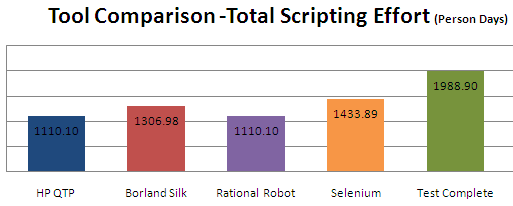 Tool Comparison -Total Scripting Effort (Person Days)
1110.10 1306.98 1110.10 1433.89 1988.90
HP QTP Borland Silk Rational Robot Selenium Test Complete